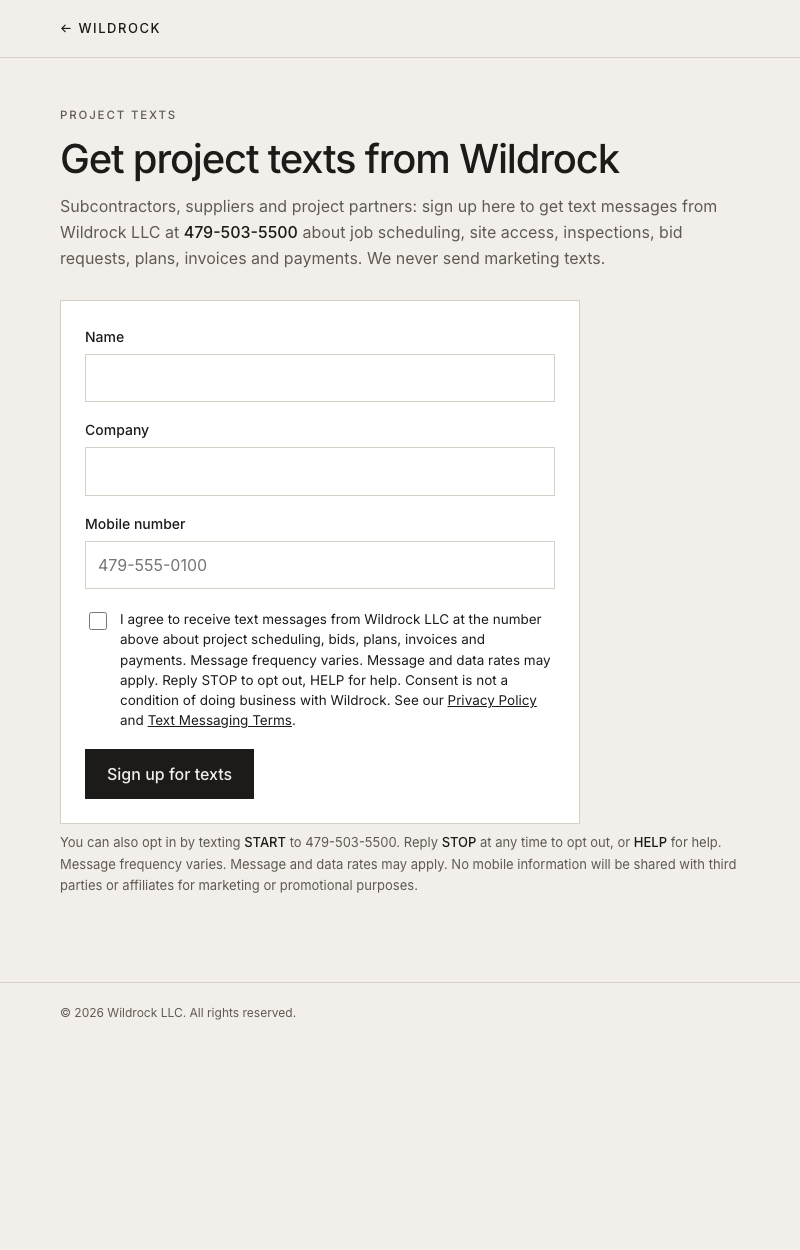 ← WILDROCK
PROJECT TEXTS
Get project texts from Wildrock
Subcontractors, suppliers and project partners: sign up here to get text messages from
Wildrock LLC at 479-503-5500 about job scheduling, site access, inspections, bid
requests, plans, invoices and payments. We never send marketing texts.
Name
Company
Mobile number
479-555-0100
I agree to receive text messages from Wildrock LLC at the number
above about project scheduling, bids, plans, invoices and
payments. Message frequency varies. Message and data rates may
apply. Reply STOP to opt out, HELP for help. Consent is not a
condition of doing business with Wildrock. See our Privacy Policy
and Text Messaging Terms.
Sign up for texts
You can also opt in by texting START to 479-503-5500. Reply STOP at any time to opt out, or HELP for help.
Message frequency varies. Message and data rates may apply. No mobile information will be shared with third
parties or affiliates for marketing or promotional purposes.
© 2026 Wildrock LLC. All rights reserved.